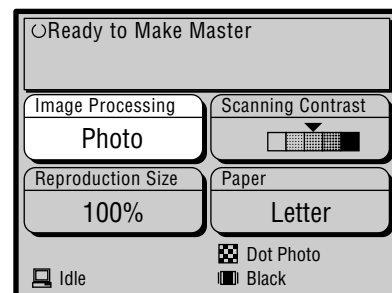 Ready to Make Master
Image Processing
Photo
Scanning Contrast
Reproduction Size
100%
Paper
Letter
Dot Photo
Idle
Black